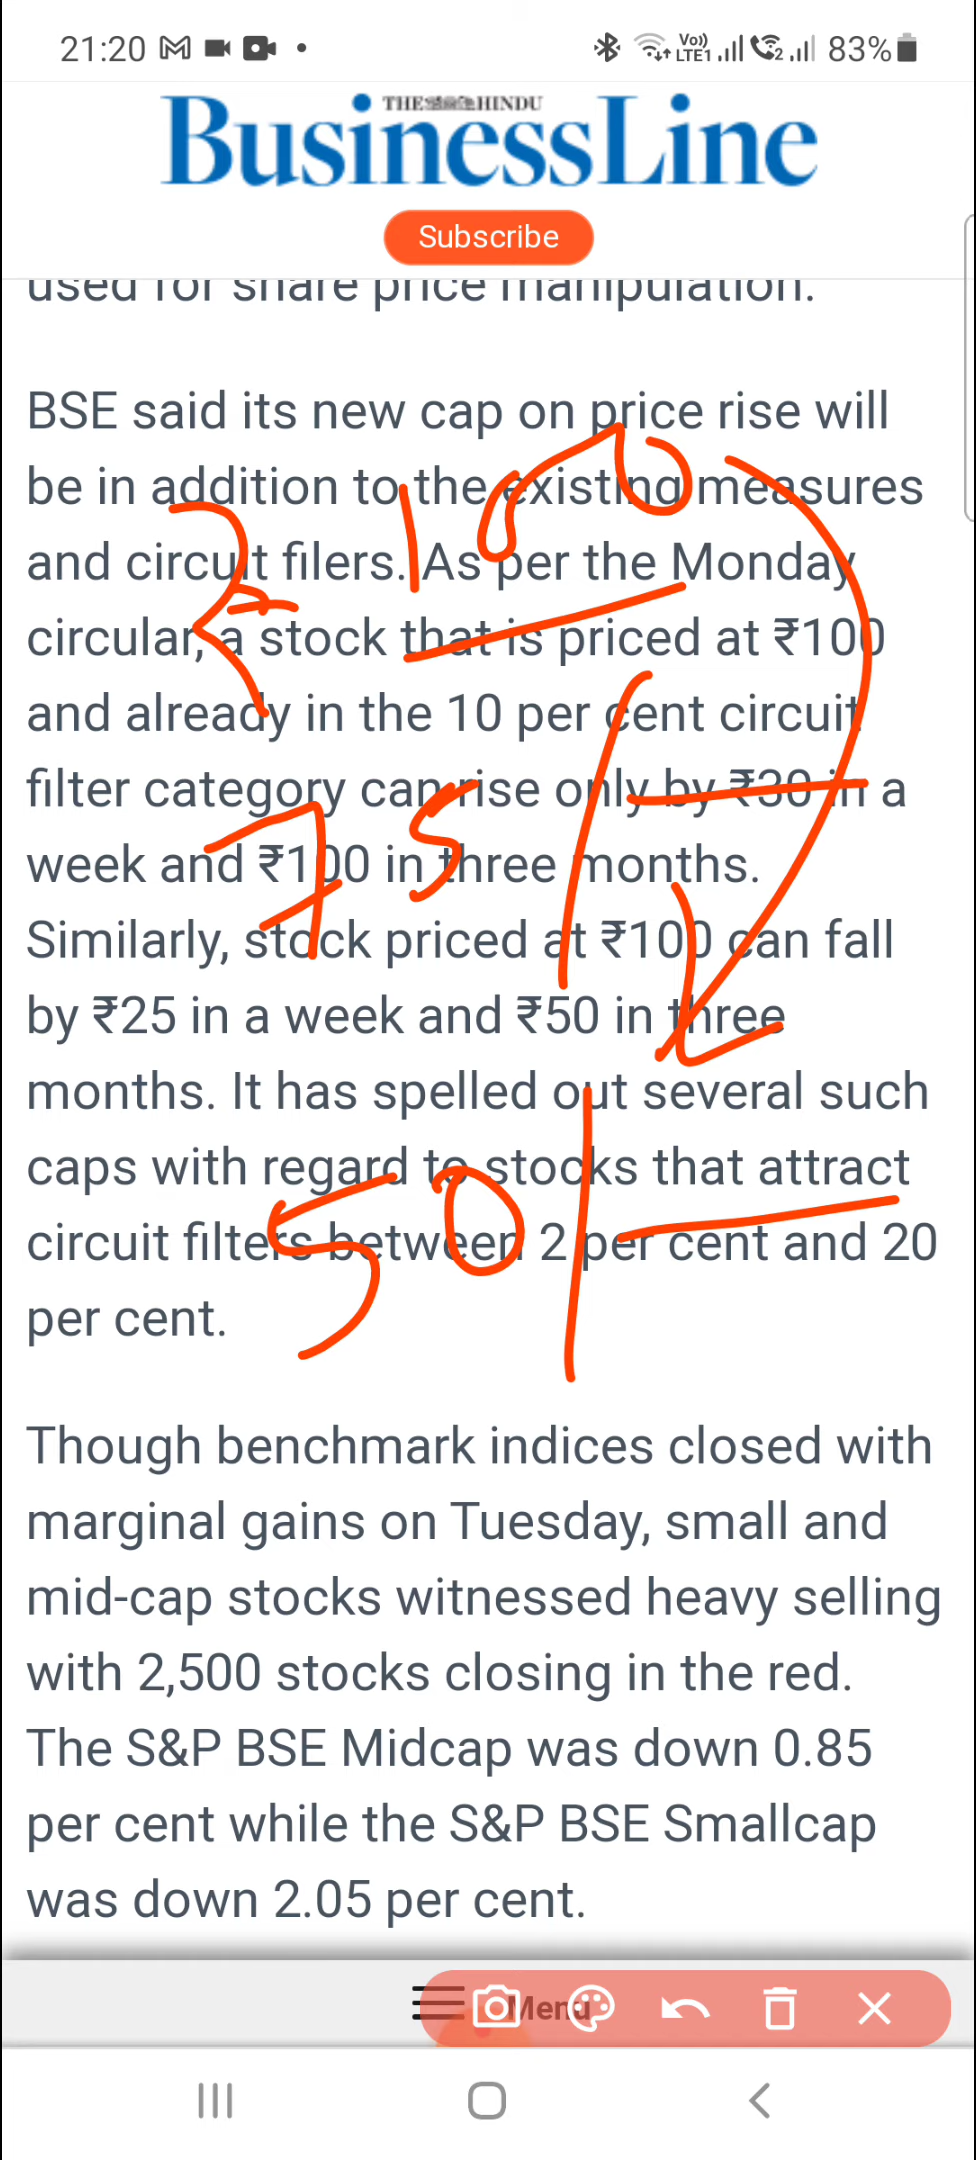 21:20
Vo))
LTE1
2
83%
THE HINDU
BusinessLine
Subscribe
used for share price manipulation.
BSE said its new cap on price rise will
be in addition to the existing measures
and circuit filers. As per the Monday
circular, a stock that is priced at ₹100
and already in the 10 per cent circuit
filter category can rise only by ₹30 in a
week and ₹100 in three months.
Similarly, stock priced at ₹100 can fall
by ₹25 in a week and ₹50 in three
months. It has spelled out several such
caps with regard to stocks that attract
circuit filters between 2 per cent and 20
per cent.
₹ 100
75
50
Though benchmark indices closed with
marginal gains on Tuesday, small and
mid-cap stocks witnessed heavy selling
with 2,500 stocks closing in the red.
The S&P BSE Midcap was down 0.85
per cent while the S&P BSE Smallcap
was down 2.05 per cent.
Menu